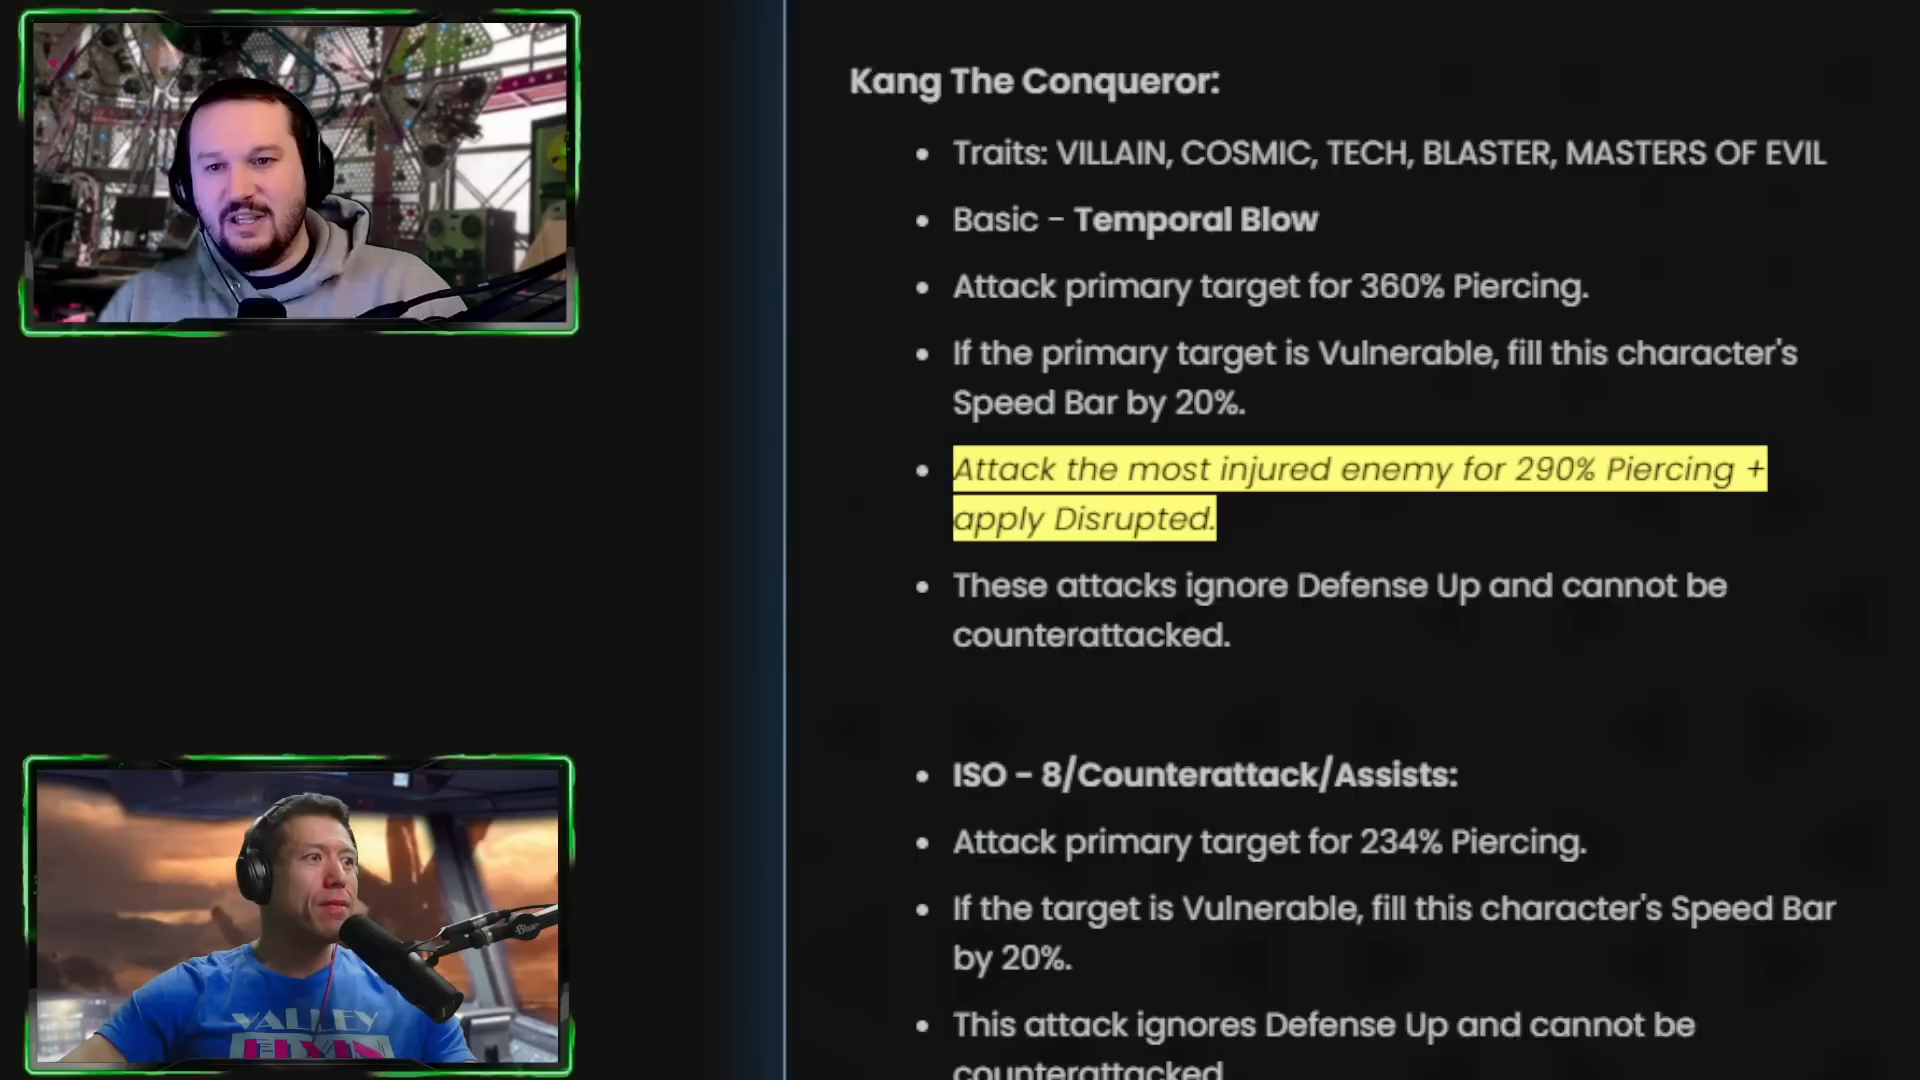 Kang The Conqueror:
• Traits: VILLAIN, COSMIC, TECH, BLASTER, MASTERS OF EVIL
• Basic - Temporal Blow
• Attack primary target for 360% Piercing.
• If the primary target is Vulnerable, fill this character's
Speed Bar by 20%.
• Attack the most injured enemy for 290% Piercing +
apply Disrupted.
• These attacks ignore Defense Up and cannot be
counterattacked.
• ISO - 8/Counterattack/Assists:
• Attack primary target for 234% Piercing.
• If the target is Vulnerable, fill this character's Speed Bar
by 20%.
• This attack ignores Defense Up and cannot be
counterattacked
Blue
VALLEY